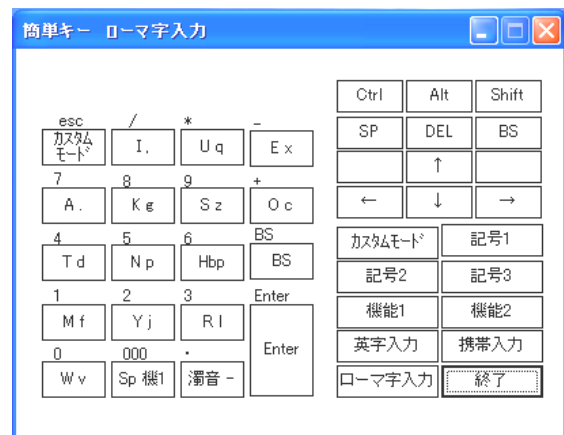 簡単キー ローマ字入力
Ctrl Alt Shift
esc / * -
カスタムモード I, U q E x
SP DEL BS
↑
7 8 9 +
A. K g S z O c
← ↓ →
4 5 6 BS
T d N p Hbp BS
カスタムモード 記号1
記号2 記号3
1 2 3 Enter
M f Y j R l Enter
機能1 機能2
英字入力 携帯入力
0 000 ・
W v Sp 機1 濁音 -
ローマ字入力 終了